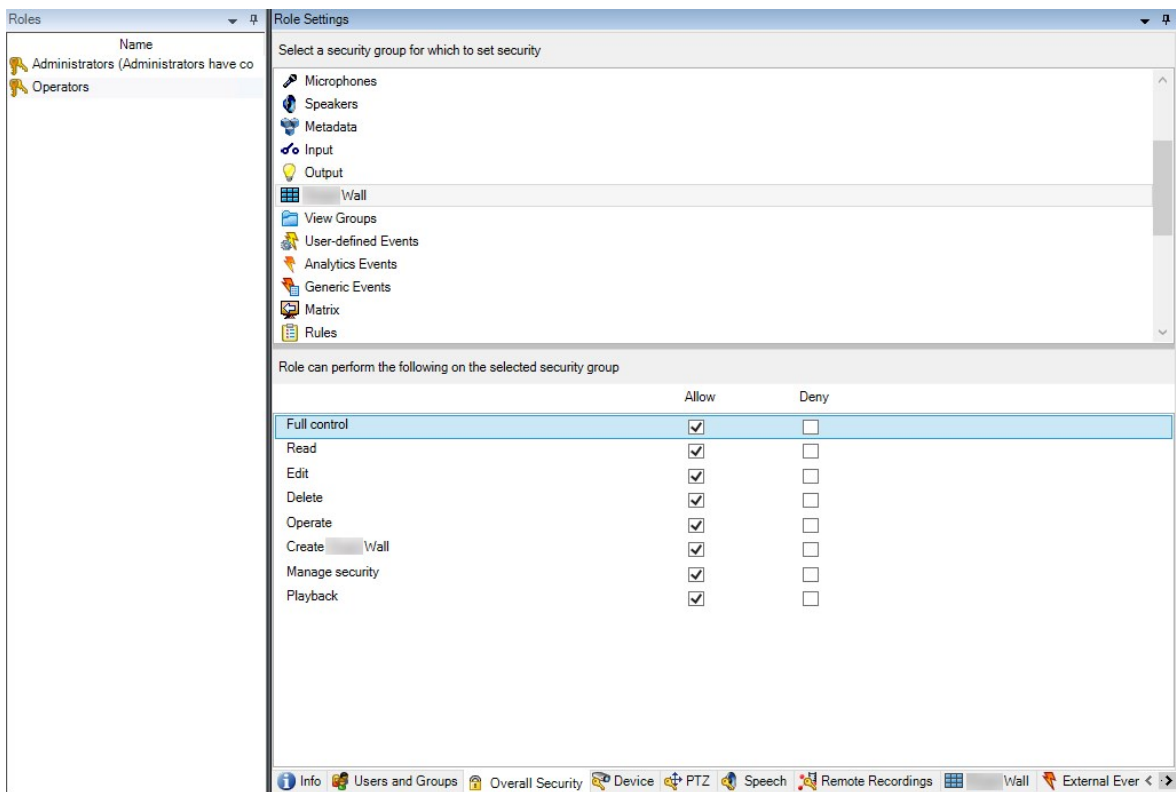 Roles
Name
Administrators (Administrators have co
Operators
Role Settings
Select a security group for which to set security
Microphones
Speakers
Metadata
Input
Output
Wall
View Groups
User-defined Events
Analytics Events
Generic Events
Matrix
Rules
Role can perform the following on the selected security group
Allow Deny
Full control
Read
Edit
Delete
Operate
Create Wall
Manage security
Playback
Info Users and Groups Overall Security Device PTZ Speech Remote Recordings Wall External Ever